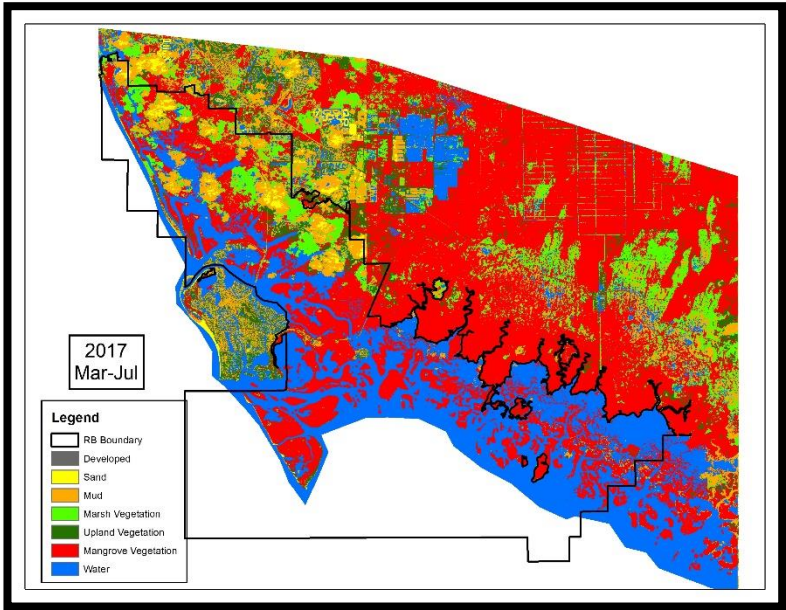 2017
Mar-Jul
Legend
RB Boundary
Developed
Sand
Mud
Marsh Vegetation
Upland Vegetation
Mangrove Vegetation
Water